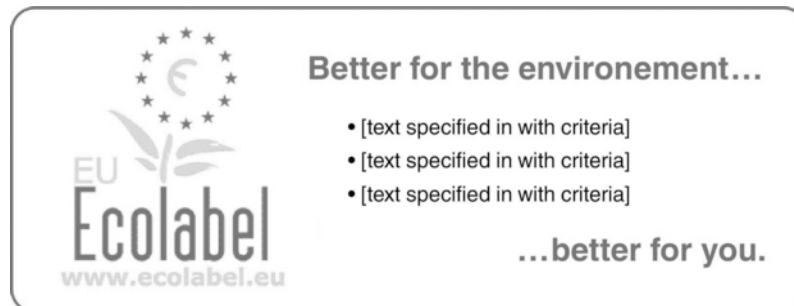 Better for the environement…
• [text specified in with criteria]
• [text specified in with criteria]
• [text specified in with criteria]
…better for you.
EU
Ecolabel
www.ecolabel.eu